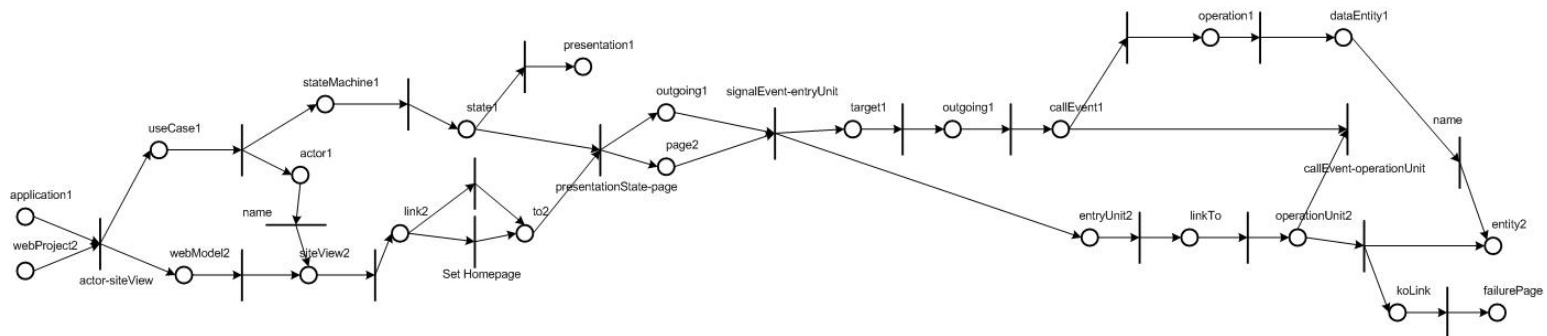 operation1
dataEntity1
presentation1
stateMachine1
outgoing1
signalEvent-entryUnit
state1
target1
outgoing1
callEvent1
useCase1
name
actor1
page2
presentationState-page
callEvent-operationUnit
application1
name
link2
to2
entryUnit2
linkTo
operationUnit2
webProject2
webModel2
siteView2
entity2
actor-siteView
Set Homepage
koLink
failurePage